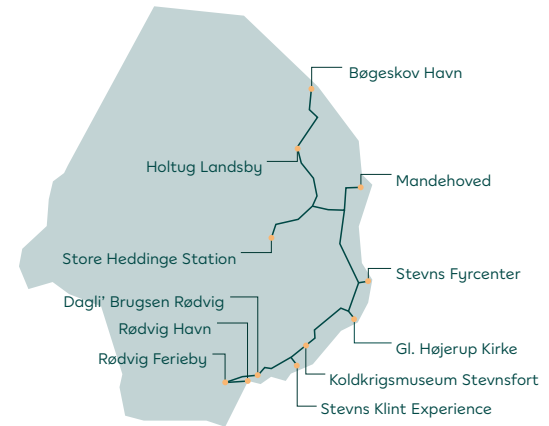 Bøgeskov Havn
Holtug Landsby
Mandehoved
Store Heddinge Station
Stevns Fyrcenter
Dagli’ Brugsen Rødvig
Rødvig Havn
Gl. Højerup Kirke
Rødvig Ferieby
Koldkrigsmuseum Stevnsfort
Stevns Klint Experience